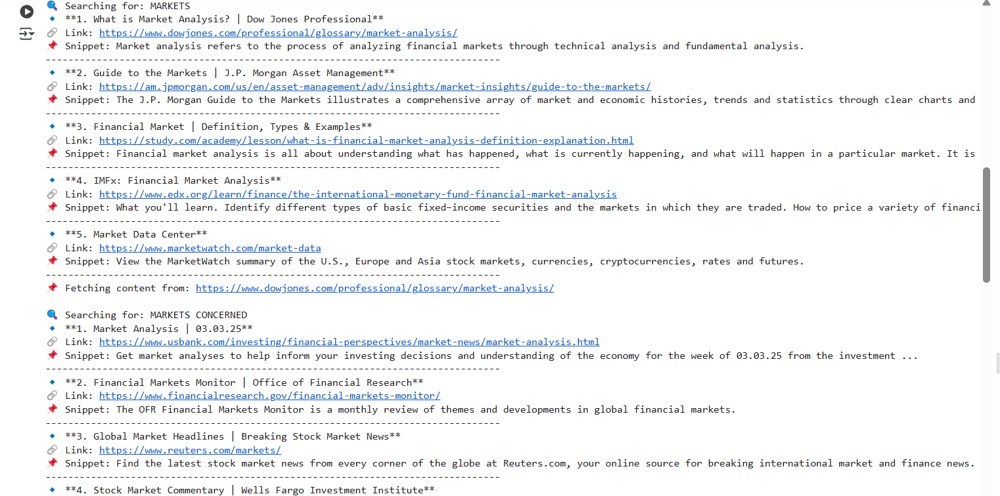 🔍 Searching for: MARKETS
🔹 **1. What is Market Analysis? | Dow Jones Professional**
🔗 Link: https://www.dowjones.com/professional/glossary/market-analysis/
📌 Snippet: Market analysis refers to the process of analyzing financial markets through technical analysis and fundamental analysis.
--------------------------------------------------------------------------------
🔹 **2. Guide to the Markets | J.P. Morgan Asset Management**
🔗 Link: https://am.jpmorgan.com/us/en/asset-management/adv/insights/market-insights/guide-to-the-markets/
📌 Snippet: The J.P. Morgan Guide to the Markets illustrates a comprehensive array of market and economic histories, trends and statistics through clear charts and
--------------------------------------------------------------------------------
🔹 **3. Financial Market | Definition, Types & Examples**
🔗 Link: https://study.com/academy/lesson/what-is-financial-market-analysis-definition-explanation.html
📌 Snippet: Financial market analysis is all about understanding what has happened, what is currently happening, and what will happen in a particular market. It is
--------------------------------------------------------------------------------
🔹 **4. IMFx: Financial Market Analysis**
🔗 Link: https://www.edx.org/learn/finance/the-international-monetary-fund-financial-market-analysis
📌 Snippet: What you'll learn. Identify different types of basic fixed-income securities and the markets in which they are traded. How to price a variety of financi
--------------------------------------------------------------------------------
🔹 **5. Market Data Center**
🔗 Link: https://www.marketwatch.com/market-data
📌 Snippet: View the MarketWatch summary of the U.S., Europe and Asia stock markets, currencies, cryptocurrencies, rates and futures.
--------------------------------------------------------------------------------
📌 Fetching content from: https://www.dowjones.com/professional/glossary/market-analysis/
🔍 Searching for: MARKETS CONCERNED
🔹 **1. Market Analysis | 03.03.25**
🔗 Link: https://www.usbank.com/investing/financial-perspectives/market-news/market-analysis.html
📌 Snippet: Get market analyses to help inform your investing decisions and understanding of the economy for the week of 03.03.25 from the investment ...
--------------------------------------------------------------------------------
🔹 **2. Financial Markets Monitor | Office of Financial Research**
🔗 Link: https://www.financialresearch.gov/financial-markets-monitor/
📌 Snippet: The OFR Financial Markets Monitor is a monthly review of themes and developments in global financial markets.
--------------------------------------------------------------------------------
🔹 **3. Global Market Headlines | Breaking Stock Market News**
🔗 Link: https://www.reuters.com/markets/
📌 Snippet: Find the latest stock market news from every corner of the globe at Reuters.com, your online source for breaking international market and finance news.
--------------------------------------------------------------------------------
🔹 **4. Stock Market Commentary | Wells Fargo Investment Institute**